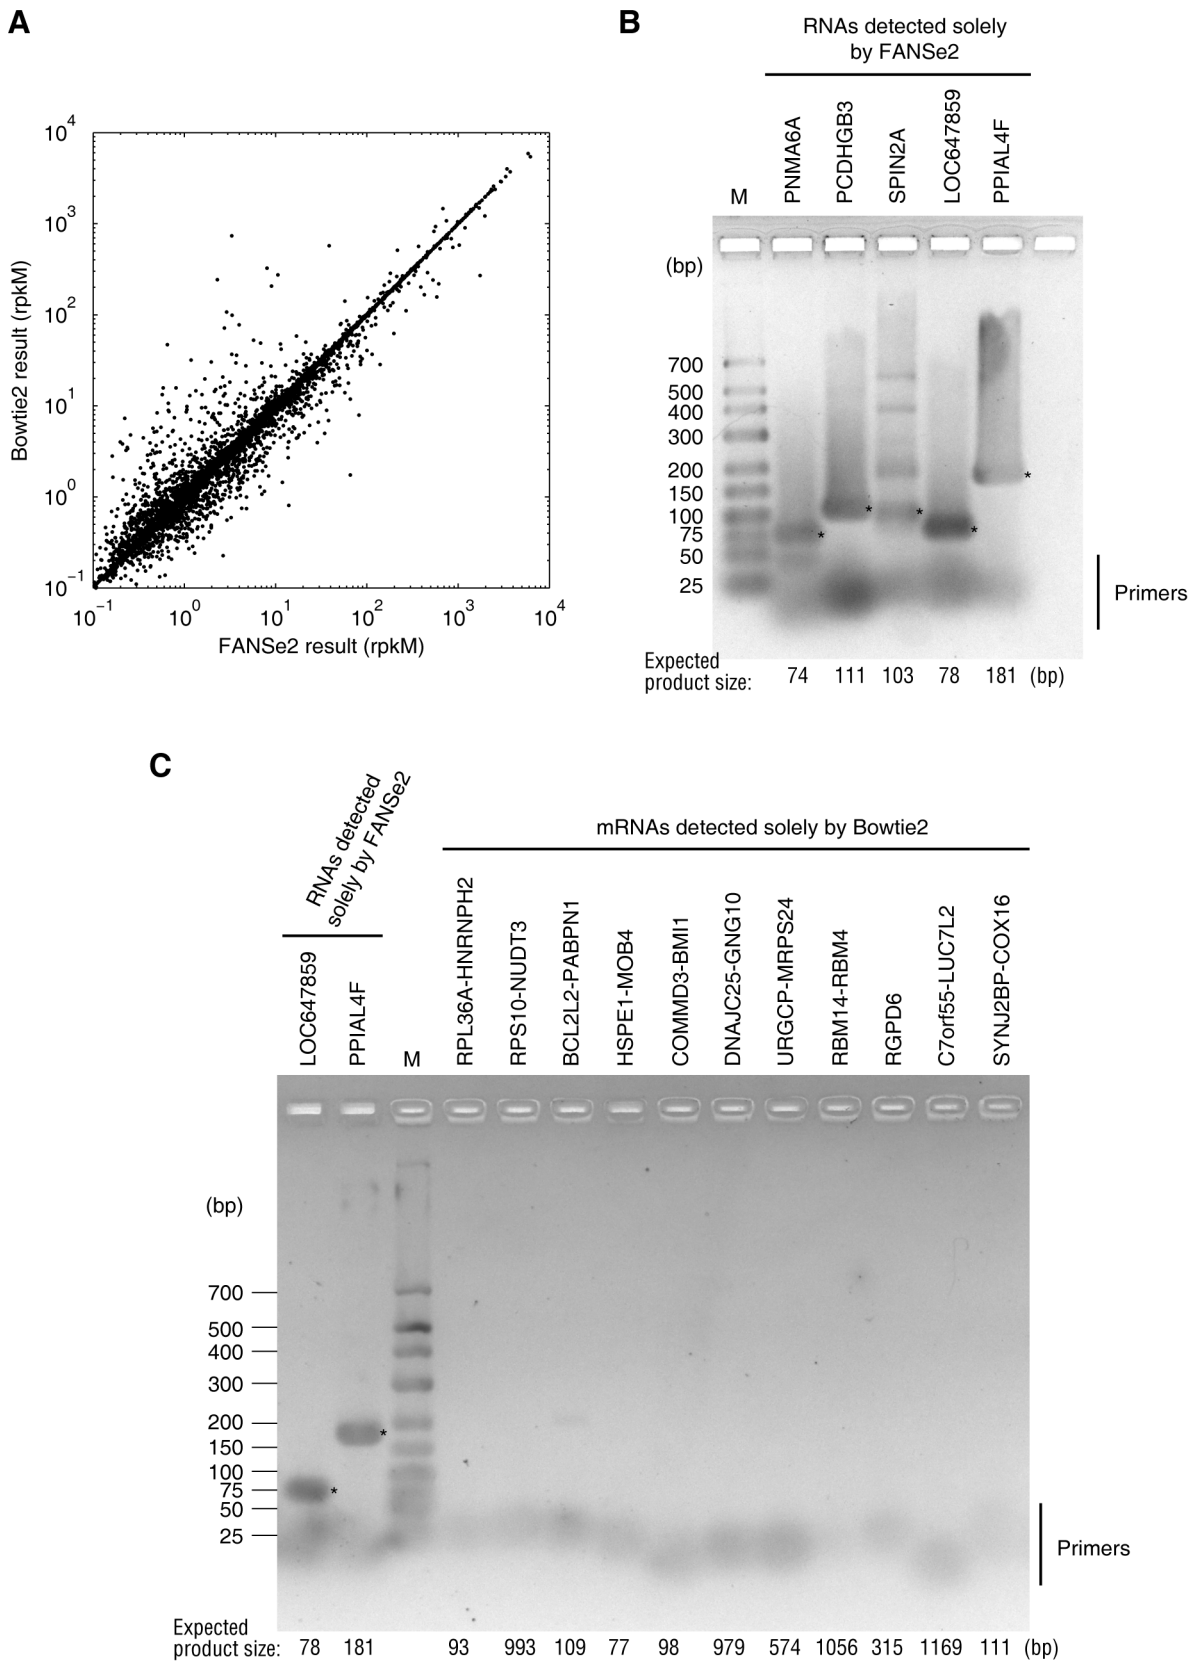 A
10^4
10^3
10^2
10^1
10^0
10^−1
Bowtie2 result (rpkM)
10^−1 10^0 10^1 10^2 10^3 10^4
FANSe2 result (rpkM)
B
RNAs detected solely
by FANSe2
M PNMA6A PCDHGB3 SPIN2A LOC647859 PPIAL4F
(bp)
700
500
400
300
200
150
100
75
50
25
* * * * *
Primers
Expected
product size: 74 111 103 78 181 (bp)
C
RNAs detected
solely by FANSe2
mRNAs detected solely by Bowtie2
LOC647859 PPIAL4F M RPL36A-HNRNPH2 RPS10-NUDT3 BCL2L2-PABPN1 HSPE1-MOB4 COMMD3-BMI1 DNAJC25-GNG10 URGCP-MRPS24 RBM14-RBM4 RGPD6 C7orf55-LUC7L2 SYNJ2BP-COX16
(bp)
700
500
400
300
200
150
100
75
50
25
* *
Primers
Expected
product size: 78 181 93 993 109 77 98 979 574 1056 315 1169 111 (bp)